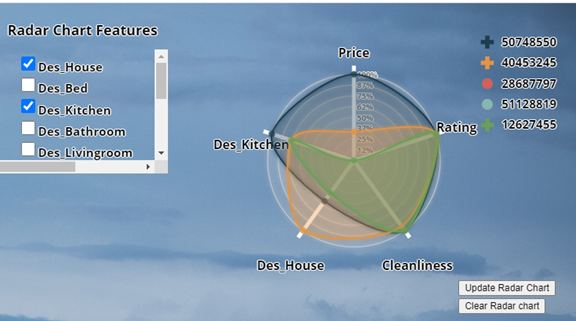 Radar Chart Features
Des_House
Des_Bed
Des_Kitchen
Des_Bathroom
Des_Livingroom
Price
100%
87%
75%
62%
50%
37%
25%
12%
Rating
Des_Kitchen
Des_House
Cleanliness
50748550
40453245
28687797
51128819
12627455
Update Radar Chart
Clear Radar chart